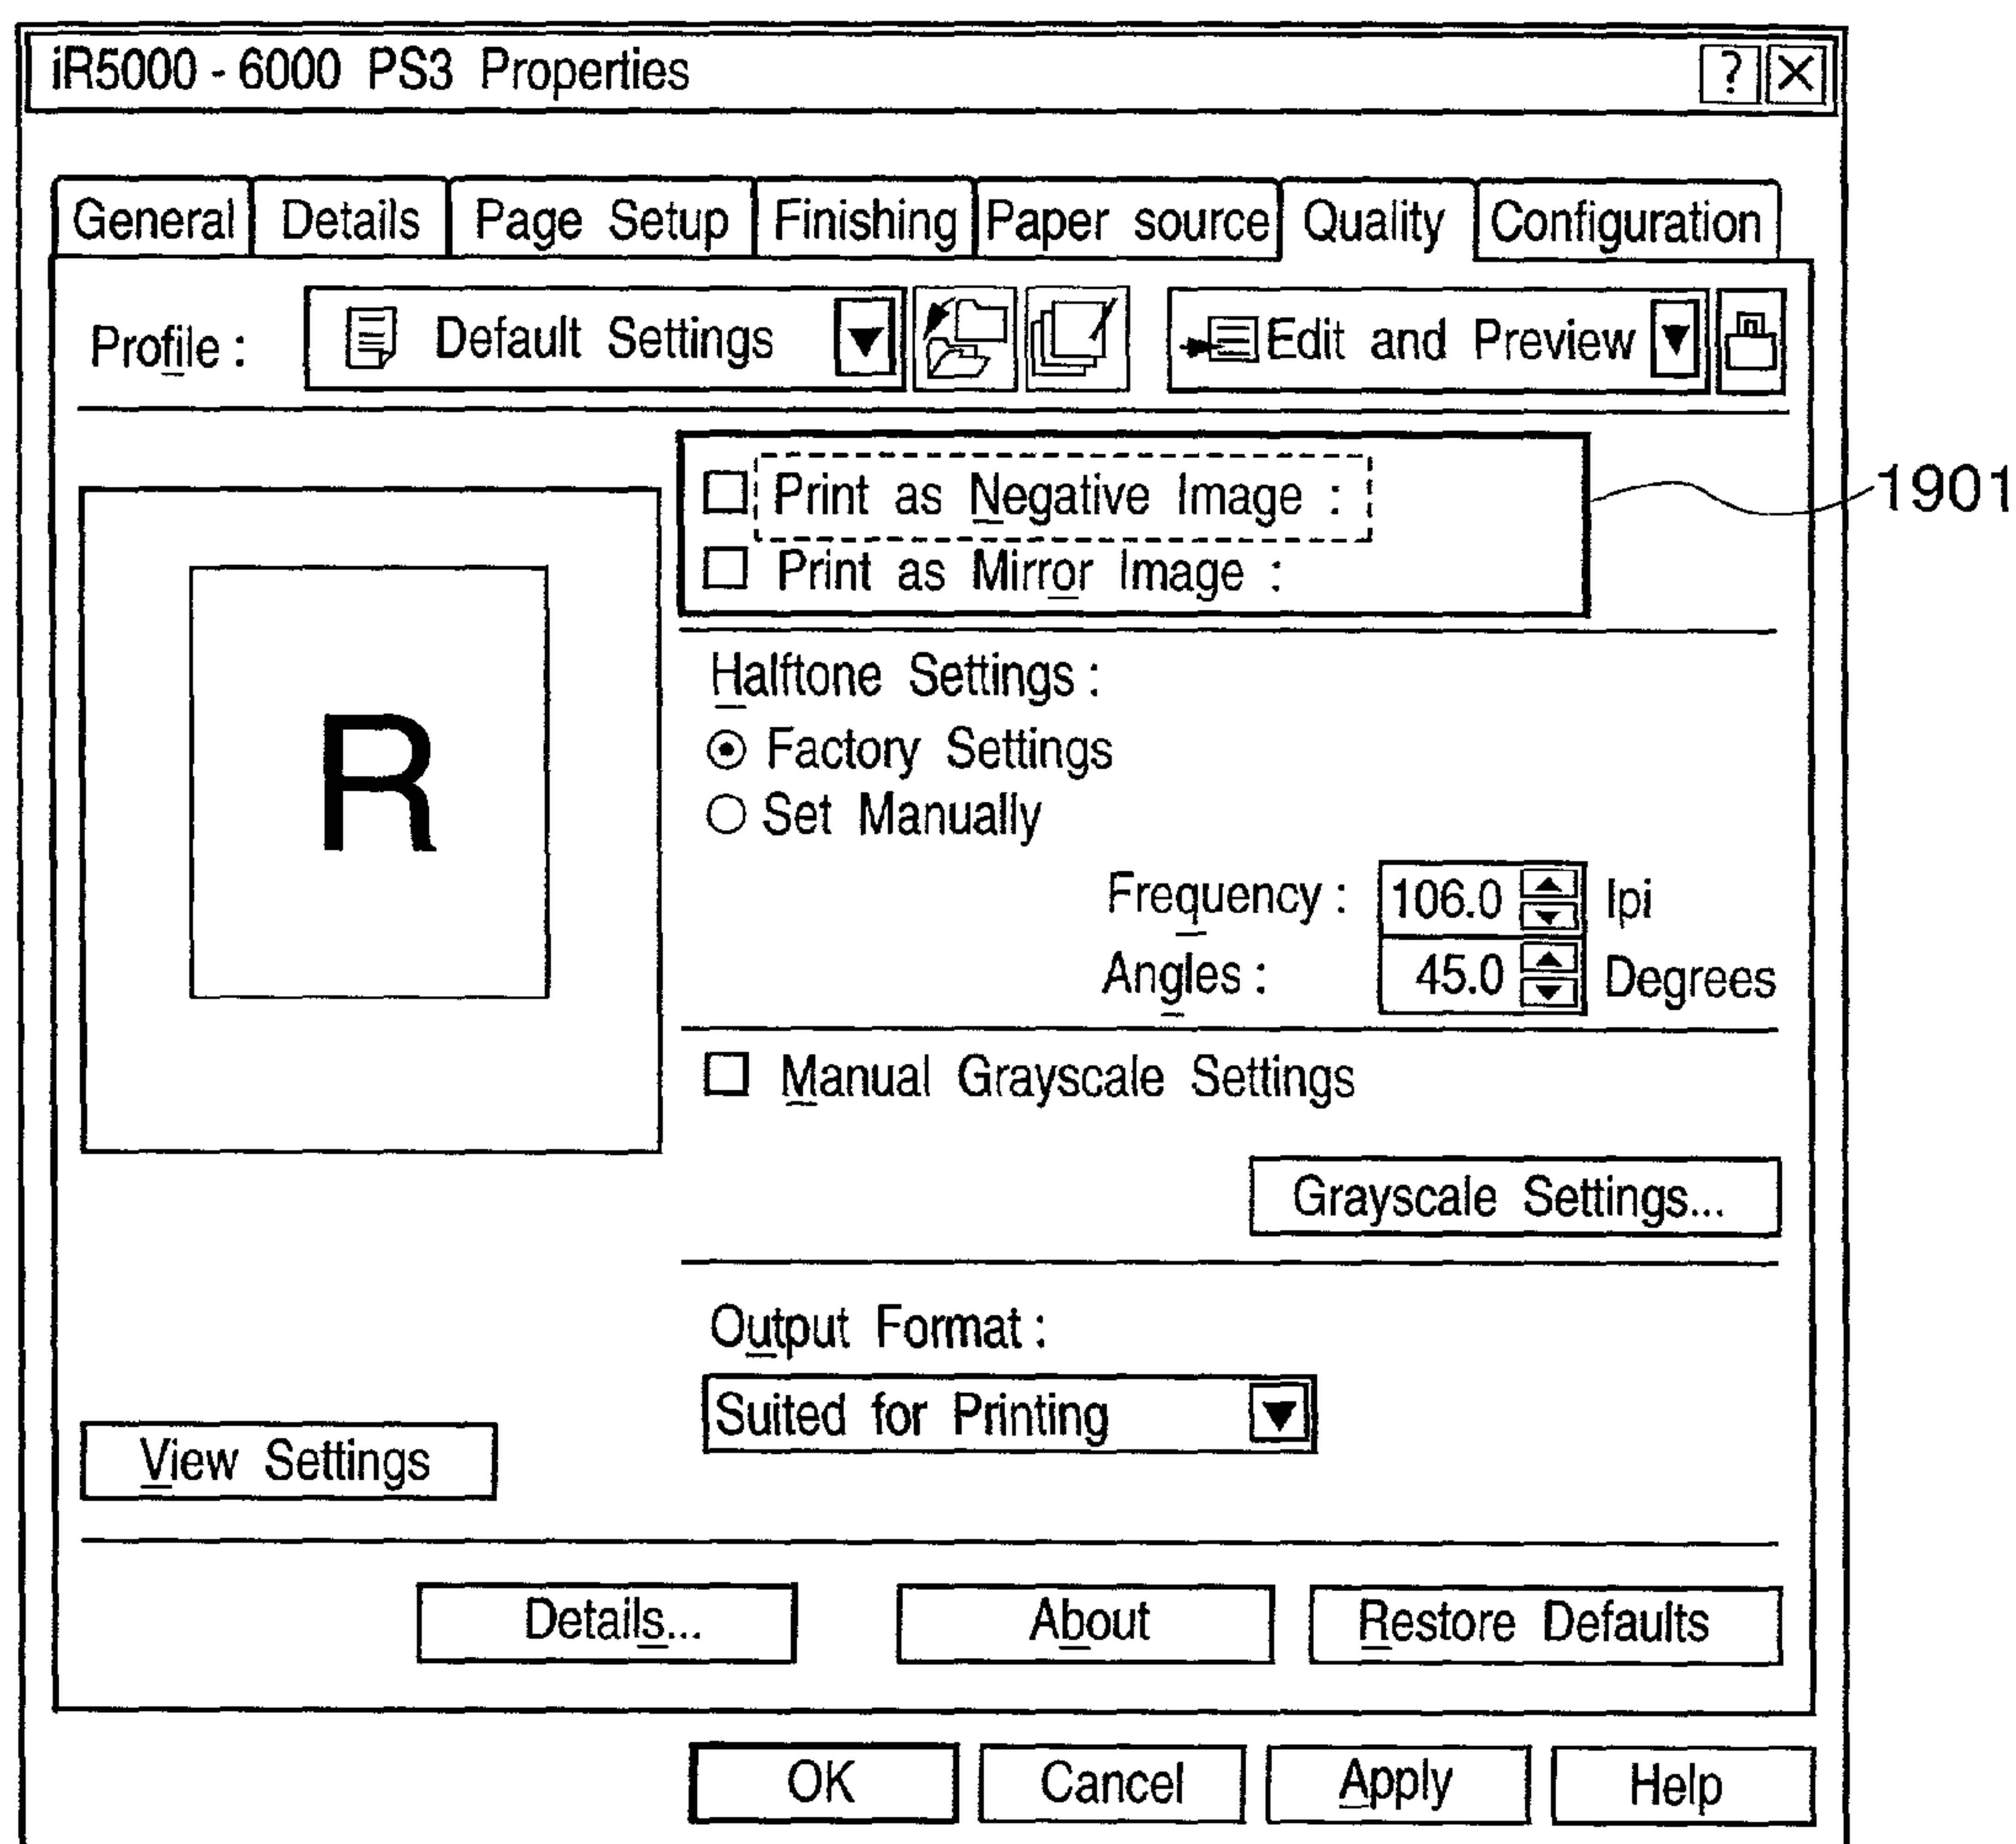 iR5000 - 6000 PS3 Properties ? X
General Details Page Setup Finishing Paper source Quality Configuration
Profile : Default Settings Edit and Preview
Print as Negative Image :
1901
Print as Mirror Image :
R
Halftone Settings :
Factory Settings
Set Manually
Frequency : 106.0 lpi
Angles : 45.0 Degrees
Manual Grayscale Settings
Grayscale Settings...
Output Format :
Suited for Printing
View Settings
Details... About Restore Defaults
OK Cancel Apply Help